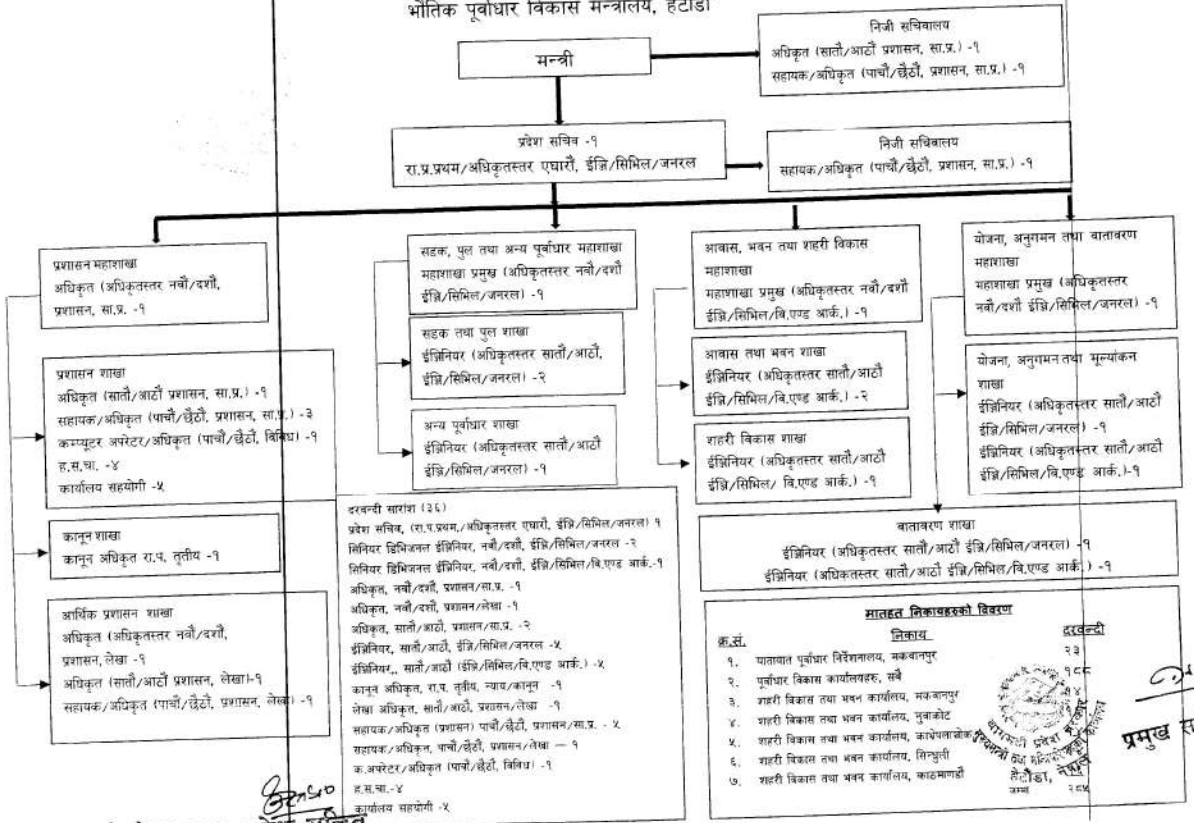 भौतिक पूर्वाधार विकास मन्त्रालय, हेटौंडा
मन्त्री
निजी सचिवालय
अधिकृत (सातौं/आठौं प्रशासन, सा.प्र.) -१
सहायक/अधिकृत (पाचौं/छैठौं, प्रशासन, सा.प्र.) -१
प्रदेश सचिव -१
रा.प्र.प्रथम/अधिकृतस्तर एघारौं, ईञ्जि/सिभिल/जनरल
निजी सचिवालय
सहायक/अधिकृत (पाचौं/छैठौं, प्रशासन, सा.प्र.) -१
प्रशासन महाशाखा
अधिकृत (अधिकृतस्तर नवौं/दशौं,
प्रशासन, सा.प्र. -१
प्रशासन शाखा
अधिकृत (सातौं/आठौं प्रशासन, सा.प्र.) -१
सहायक/अधिकृत (पाचौं/छैठौं, प्रशासन, सा.प्र.) -३
कम्प्यूटर अपरेटर/अधिकृत (पाचौं/छैठौं, विविध) -१
ह.स.चा. -४
कार्यालय सहयोगी -५
कानून शाखा
कानून अधिकृत रा.प. तृतीय -१
आर्थिक प्रशासन शाखा
अधिकृत (अधिकृतस्तर नवौं/दशौं,
प्रशासन, लेखा -१
अधिकृत (सातौं/आठौं प्रशासन, लेखा)-१
सहायक/अधिकृत (पाचौं/छैठौं, प्रशासन, लेखा) -१
सडक, पुल तथा अन्य पूर्वाधार महाशाखा
महाशाखा प्रमुख (अधिकृतस्तर नवौं/दशौं
ईञ्जि/सिभिल/जनरल) -१
सडक तथा पुल शाखा
ईञ्जिनियर (अधिकृतस्तर सातौं/आठौं,
ईञ्जि/सिभिल/जनरल) -२
अन्य पूर्वाधार शाखा
ईञ्जिनियर (अधिकृतस्तर सातौं/आठौं
ईञ्जि/सिभिल/जनरल) -१
आवास, भवन तथा शहरी विकास
महाशाखा
महाशाखा प्रमुख (अधिकृतस्तर नवौं/दशौं
ईञ्जि/सिभिल/बि.एण्ड आर्क.) -१
आवास तथा भवन शाखा
ईञ्जिनियर (अधिकृतस्तर सातौं/आठौं
ईञ्जि/सिभिल/बि.एण्ड आर्क.) -२
शहरी विकास शाखा
ईञ्जिनियर (अधिकृतस्तर सातौं/आठौं
ईञ्जि/सिभिल/ बि.एण्ड आर्क.) -१
योजना, अनुगमन तथा वातावरण
महाशाखा
महाशाखा प्रमुख (अधिकृतस्तर
नवौं/दशौं ईञ्जि/सिभिल/जनरल) -१
योजना, अनुगमन तथा मूल्यांकन
शाखा
ईञ्जिनियर (अधिकृतस्तर सातौं/आठौं
ईञ्जि/सिभिल/जनरल) -१
ईञ्जिनियर (अधिकृतस्तर सातौं/आठौं
ईञ्जि/सिभिल/बि.एण्ड आर्क.)-१
वातावरण शाखा
ईञ्जिनियर (अधिकृतस्तर सातौं/आठौं ईञ्जि/सिभिल/जनरल) -१
ईञ्जिनियर (अधिकृतस्तर सातौं/आठौं ईञ्जि/सिभिल/बि.एण्ड आर्क.) -१
दरवन्दी सारांश (३६)
प्रदेश सचिव, (रा.प.प्रथम,/अधिकृतस्तर एघारौं, ईञ्जि/सिभिल/जनरल) १
सिनियर डिभिजनल ईञ्जिनियर, नवौं/दशौं, ईञ्जि/सिभिल/जनरल -२
सिनियर डिभिजनल ईञ्जिनियर, नवौं/दशौं, ईञ्जि/सिभिल/बि.एण्ड आर्क.-१
अधिकृत, नवौं/दशौं, प्रशासन/सा.प्र. -१
अधिकृत, नवौं/दशौं, प्रशासन/लेखा -१
अधिकृत, सातौं/आठौं, प्रशासन/सा.प्र. -२
ईञ्जिनियर, सातौं/आठौं, ईञ्जि/सिभिल/जनरल -५
ईञ्जिनियर,, सातौं/आठौं (ईञ्जि/सिभिल/बि.एण्ड आर्क.) -५
कानून अधिकृत, रा.प. तृतीय, न्याय/कानून -१
लेखा अधिकृत, सातौं/आठौं, प्रशासन/लेखा -१
सहायक/अधिकृत (प्रशासन) पाचौं/छैठौं, प्रशासन/सा.प्र. - ५
सहायक/अधिकृत, पाचौं/छैठौं, प्रशासन/लेखा — १
क.अपरेटर/अधिकृत (पाचौं/छैठौं, विविध) -१
ह.स.चा.-४
कार्यालय सहयोगी -५
मातहत निकायहरुको विवरण
क्र.सं. निकाय दरवन्दी
१. यातायात पूर्वाधार निर्देशनालय, मकवानपुर २३
२. पूर्वाधार विकास कार्यालयहरु, सबै १८८
३. शहरी विकास तथा भवन कार्यालय, मकवानपुर १४
४. शहरी विकास तथा भवन कार्यालय, नुवाकोट
५. शहरी विकास तथा भवन कार्यालय, काभ्रेपलाञ्चोक
६. शहरी विकास तथा भवन कार्यालय, सिन्धुली
७. शहरी विकास तथा भवन कार्यालय, काठमाण्डौ
जम्मा २८५
बागमती प्रदेश सरकार
हेटौंडा, नेपाल
प्रमुख